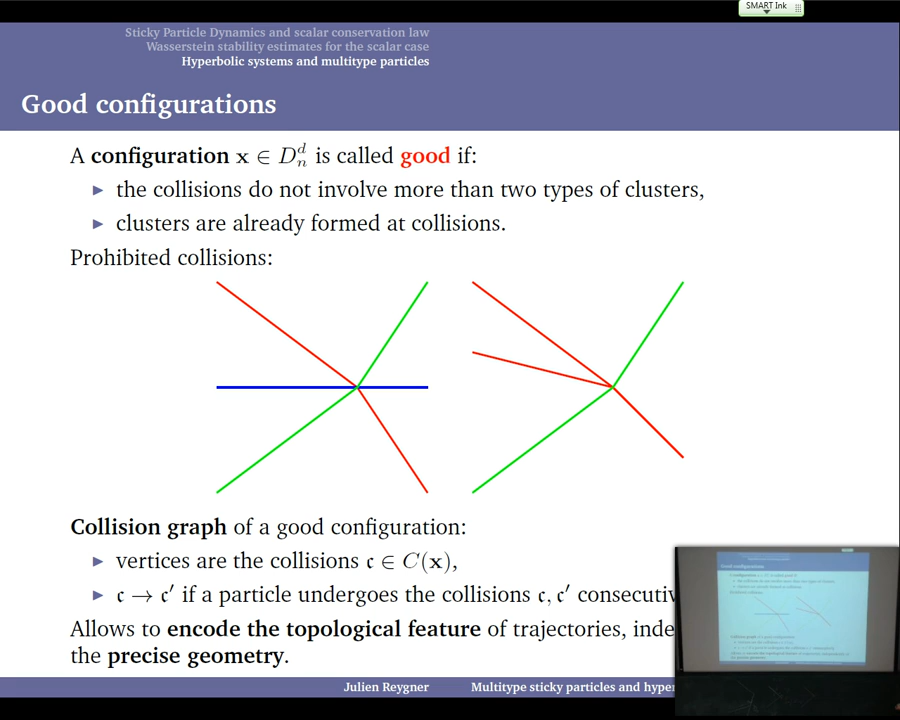 SMART Ink
Sticky Particle Dynamics and scalar conservation law
Wasserstein stability estimates for the scalar case
Hyperbolic systems and multitype particles
Good configurations
A configuration x ∈ Dₙᵈ is called good if:
▶ the collisions do not involve more than two types of clusters,
▶ clusters are already formed at collisions.
Prohibited collisions:
Collision graph of a good configuration:
▶ vertices are the collisions 𝔠 ∈ C(x),
▶ 𝔠 → 𝔠′ if a particle undergoes the collisions 𝔠, 𝔠′ consecutiv
Allows to encode the topological feature of trajectories, inde
the precise geometry.
Julien Reygner
Multitype sticky particles and hyper